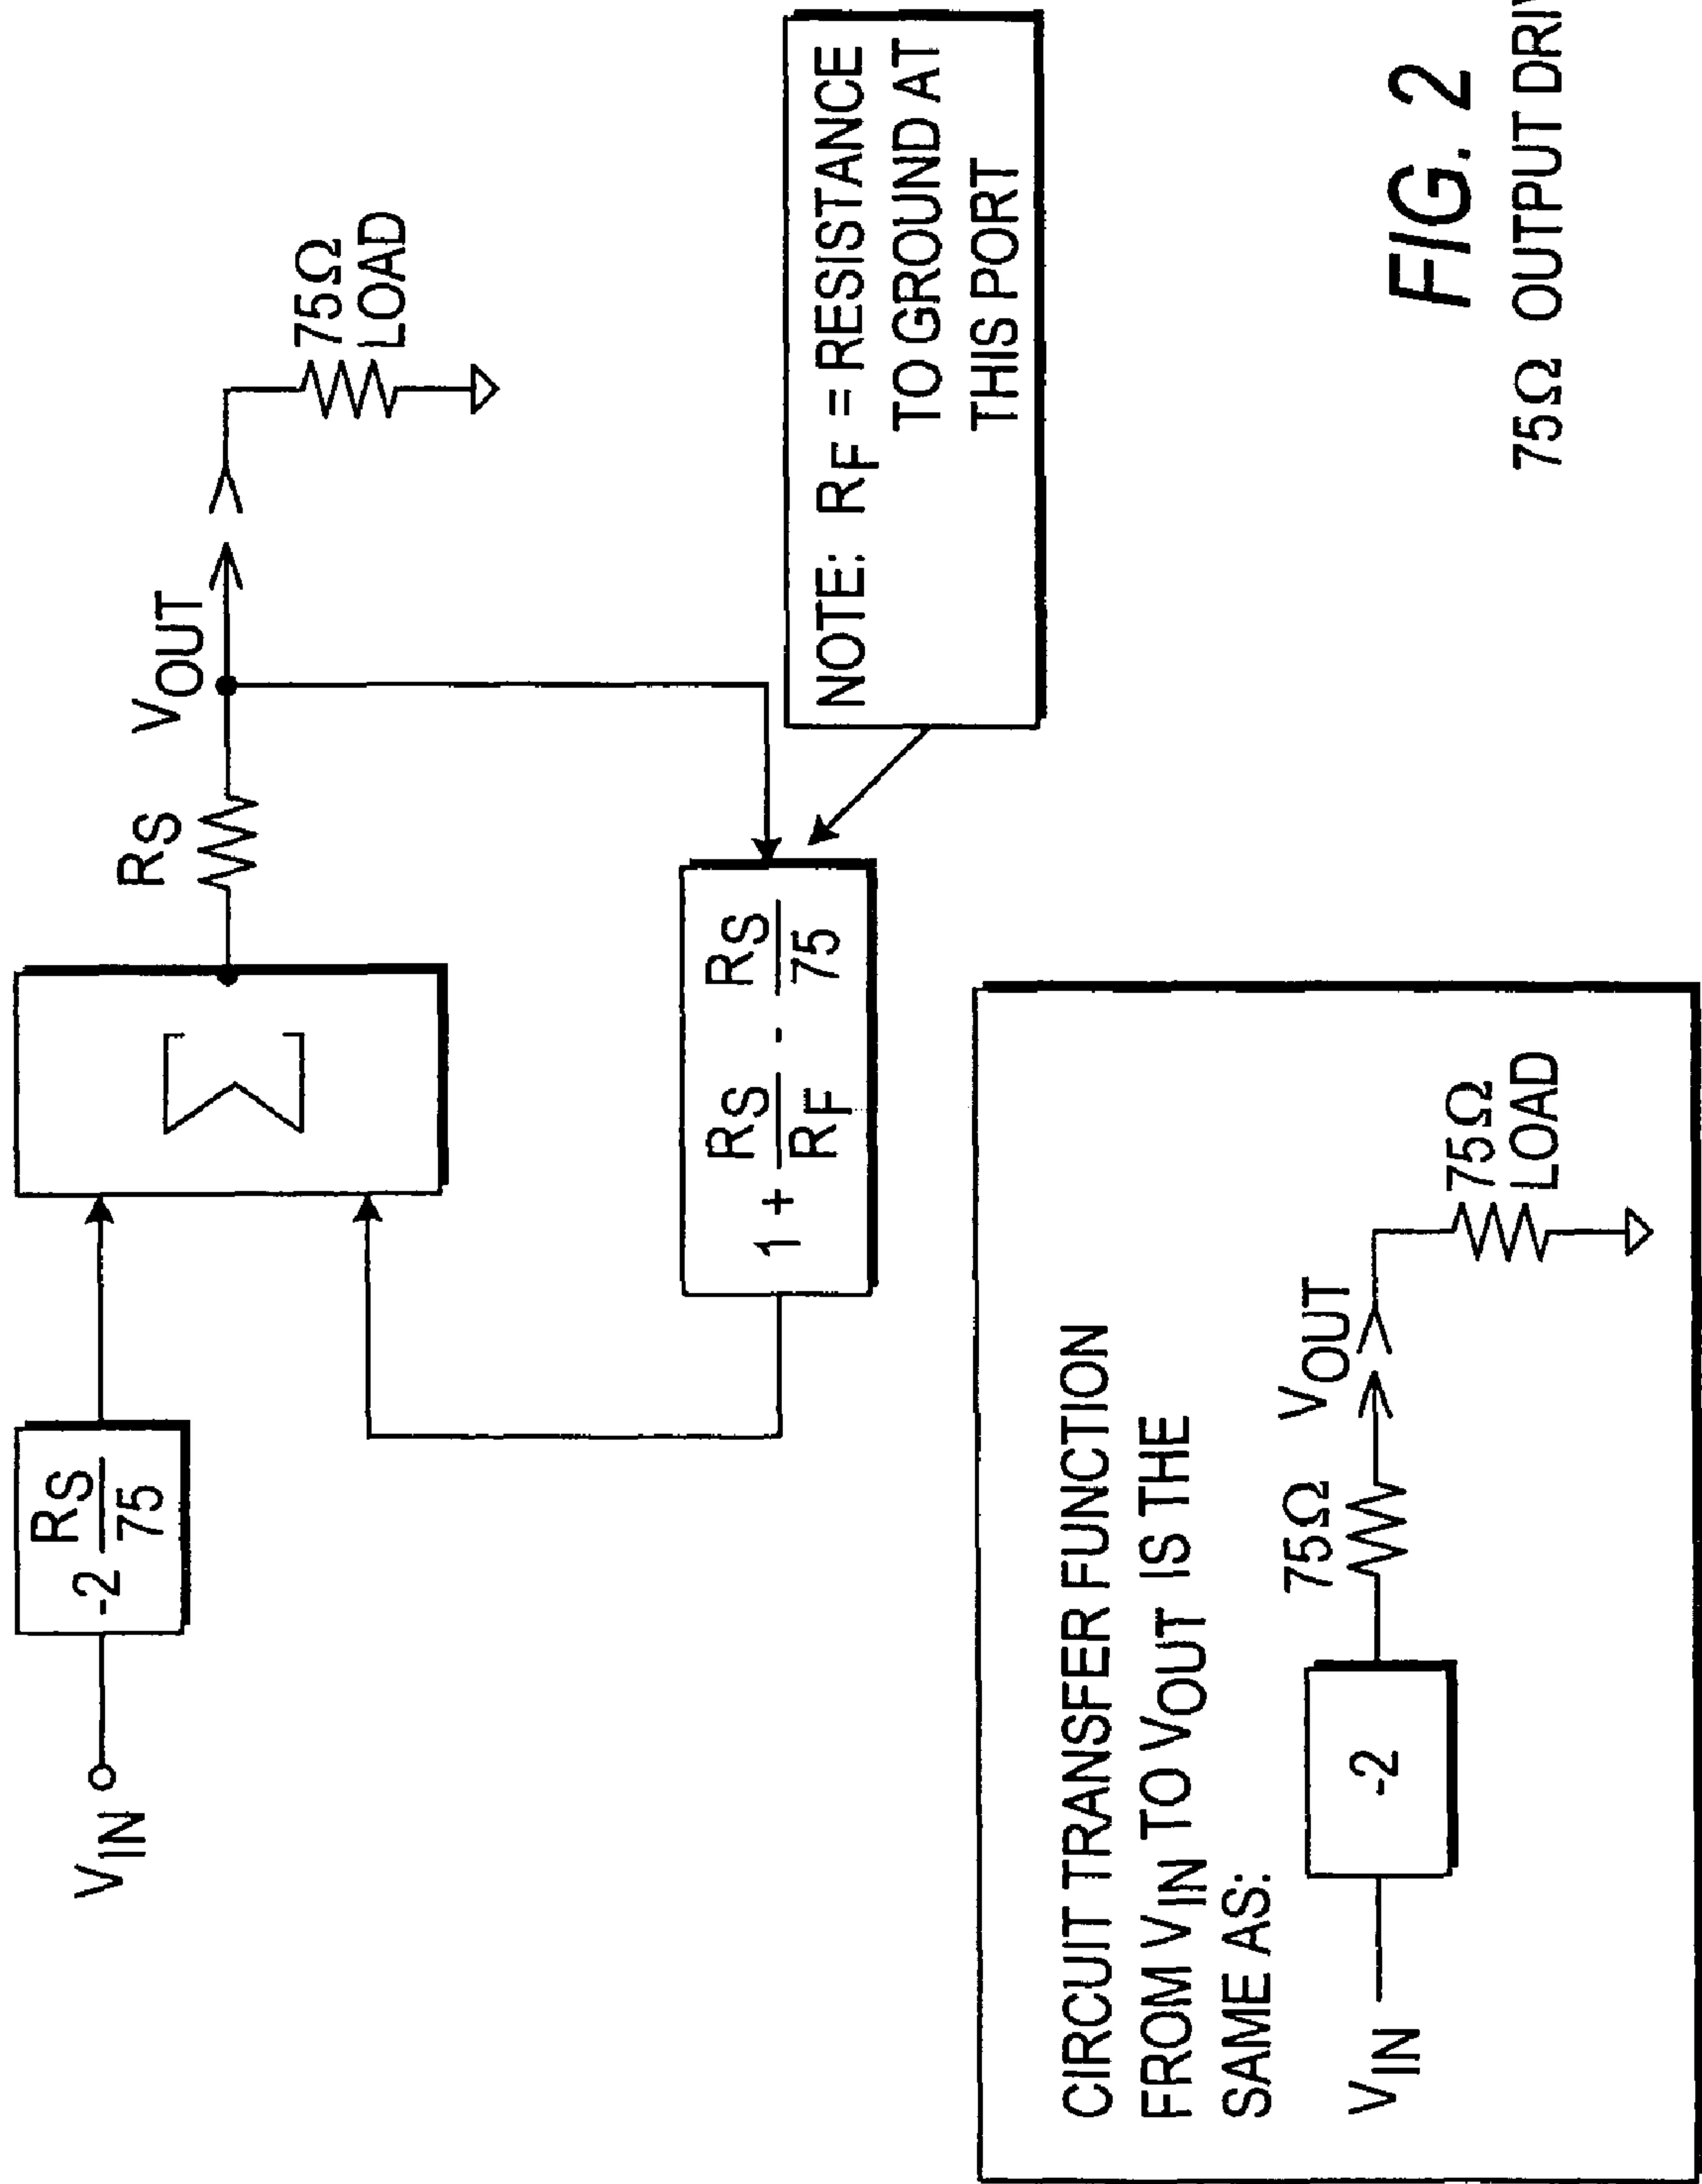 V_IN
-2 R_S/75
Σ
R_S
V_OUT
75Ω
LOAD
1 + R_S/R_F - R_S/75
NOTE: R_F = RESISTANCE
TO GROUND AT
THIS PORT
CIRCUIT TRANSFER FUNCTION
FROM V_IN TO V_OUT IS THE
SAME AS:
V_IN
-2
75Ω
V_OUT
75Ω
LOAD
FIG. 2
75Ω OUTPUT